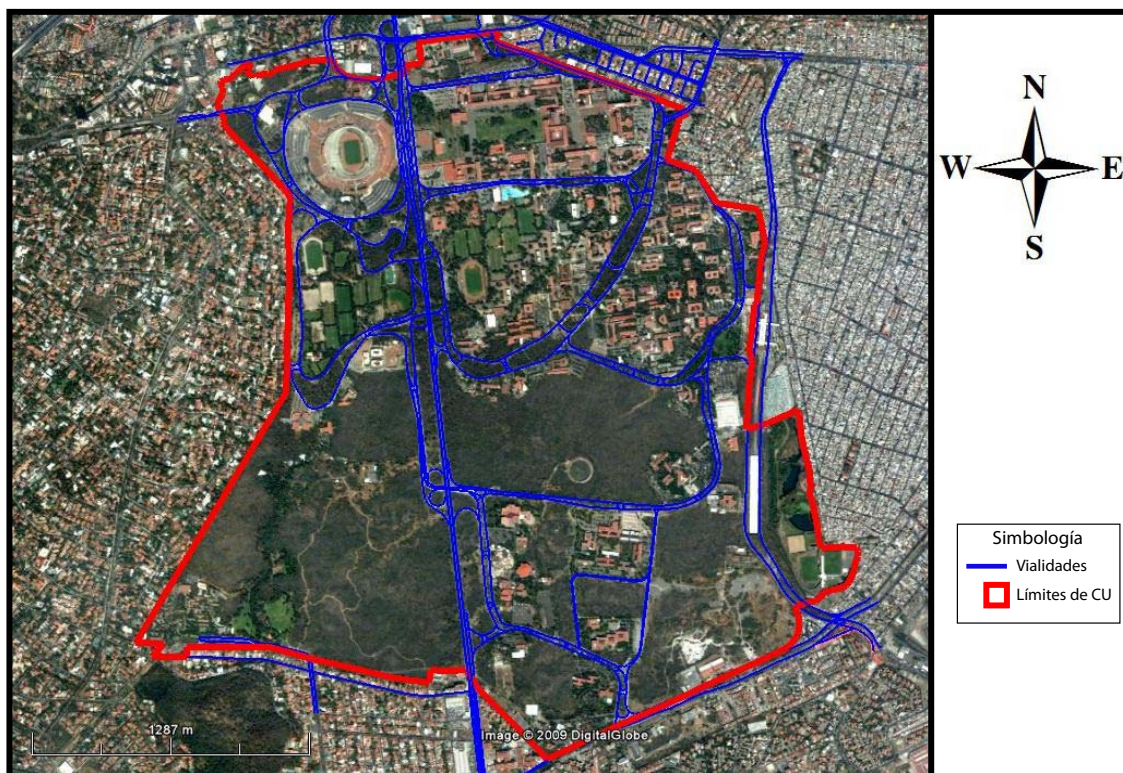 N
W E
S
Simbología
Vialidades
Límites de CU
1287 m
Image © 2009 DigitalGlobe